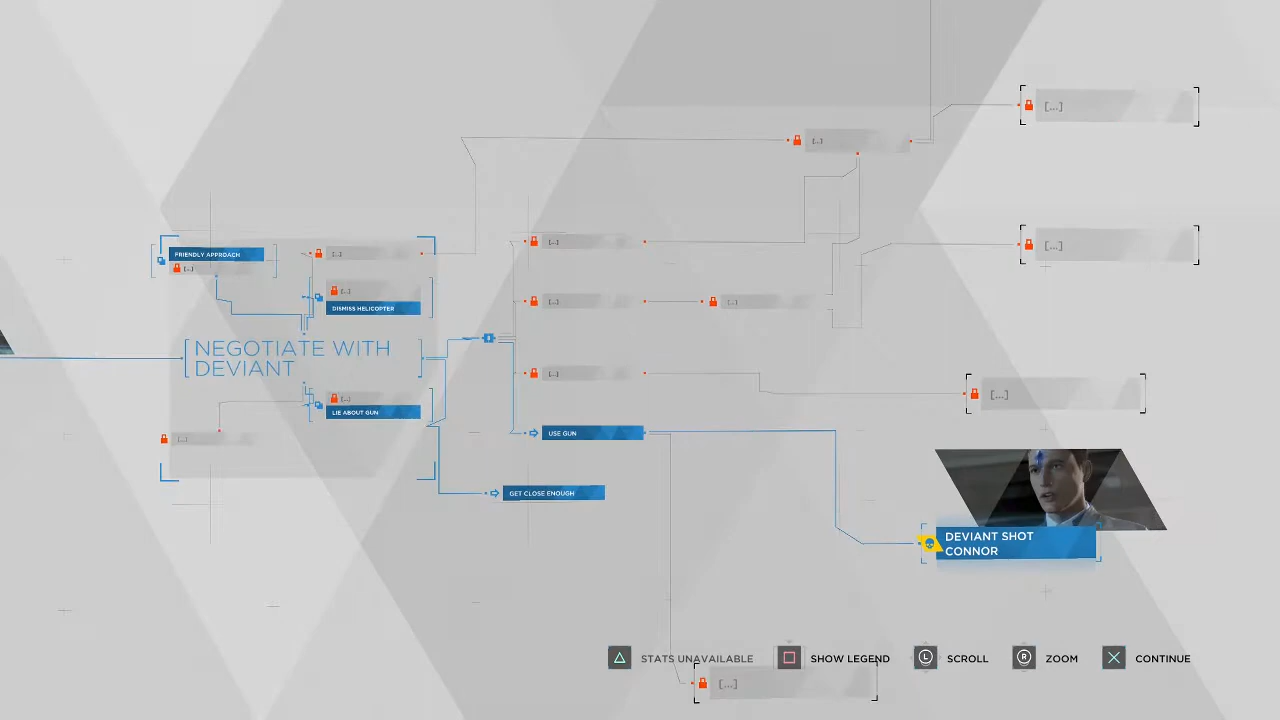 [...]
[...]
[...]
[...]
FRIENDLY APPROACH
[...]
[...]
[...]
DISMISS HELICOPTER
[...]
[...]
NEGOTIATE WITH
DEVIANT
[...]
[...]
[...]
LIE ABOUT GUN
[...]
USE GUN
GET CLOSE ENOUGH
DEVIANT SHOT
CONNOR
STATS UNAVAILABLE
SHOW LEGEND
L
SCROLL
R
ZOOM
CONTINUE
[...]